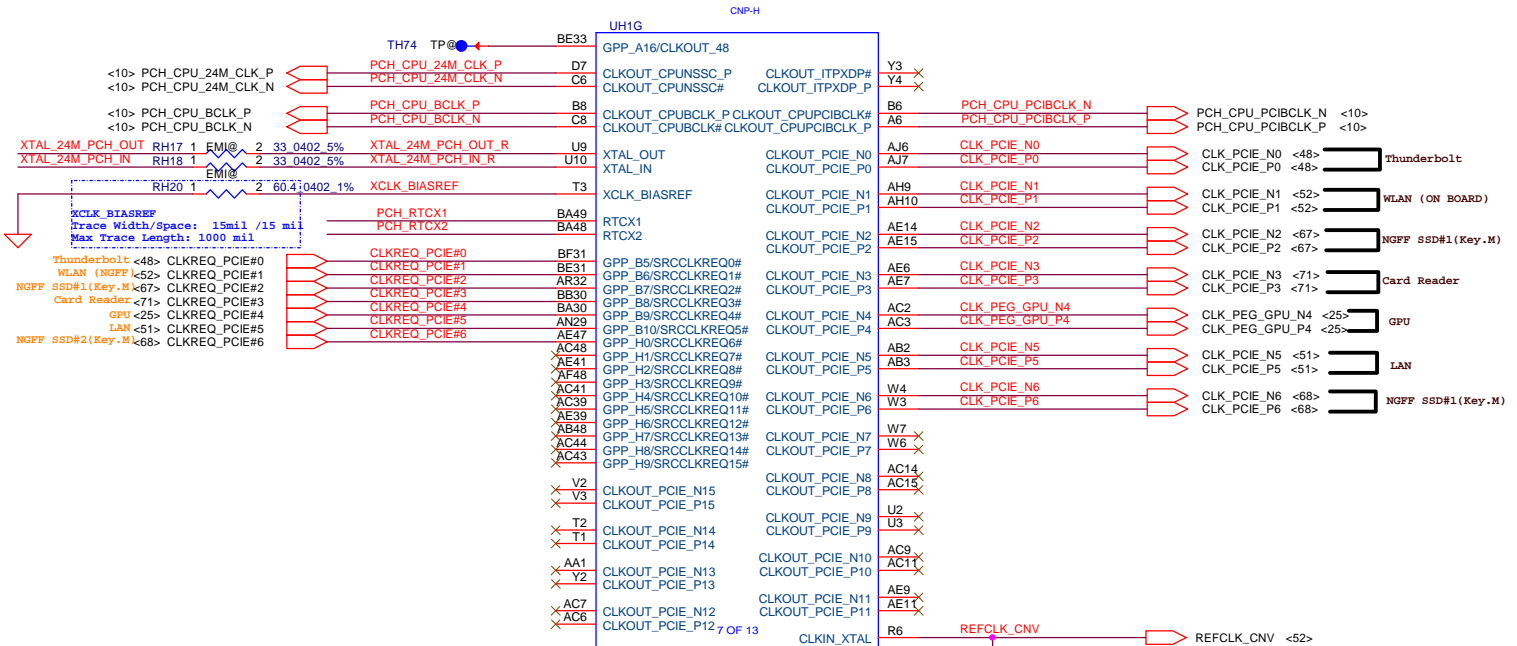 CNP-H
UH1G
TH74 TP@ BE33 GPP_A16/CLKOUT_48
<10> PCH_CPU_24M_CLK_P PCH_CPU_24M_CLK_P D7 CLKOUT_CPUNSSC_P CLKOUT_ITPXDP# Y3
<10> PCH_CPU_24M_CLK_N PCH_CPU_24M_CLK_N C6 CLKOUT_CPUNSSC# CLKOUT_ITPXDP_P Y4
<10> PCH_CPU_BCLK_P PCH_CPU_BCLK_P B8 CLKOUT_CPUBCLK_P CLKOUT_CPUPCIBCLK# B6 PCH_CPU_PCIBCLK_N PCH_CPU_PCIBCLK_N <10>
<10> PCH_CPU_BCLK_N PCH_CPU_BCLK_N C8 CLKOUT_CPUBCLK# CLKOUT_CPUPCIBCLK_P A6 PCH_CPU_PCIBCLK_P PCH_CPU_PCIBCLK_P <10>
XTAL_24M_PCH_OUT RH17 1 EMI@ 2 33_0402_5% XTAL_24M_PCH_OUT_R U9 XTAL_OUT CLKOUT_PCIE_N0 AJ6 CLK_PCIE_N0 CLK_PCIE_N0 <48>
XTAL_24M_PCH_IN RH18 1 EMI@ 2 33_0402_5% XTAL_24M_PCH_IN_R U10 XTAL_IN CLKOUT_PCIE_P0 AJ7 CLK_PCIE_P0 CLK_PCIE_P0 <48> Thunderbolt
RH20 1 2 60.4_0402_1% XCLK_BIASREF T3 XCLK_BIASREF CLKOUT_PCIE_N1 AH9 CLK_PCIE_N1 CLK_PCIE_N1 <52>
CLKOUT_PCIE_P1 AH10 CLK_PCIE_P1 CLK_PCIE_P1 <52> WLAN (ON BOARD)
XCLK_BIASREF
Trace Width/Space: 15mil /15 mil
Max Trace Length: 1000 mil
PCH_RTCX1 BA49 RTCX1
PCH_RTCX2 BA48 RTCX2 CLKOUT_PCIE_N2 AE14 CLK_PCIE_N2 CLK_PCIE_N2 <67>
CLKOUT_PCIE_P2 AE15 CLK_PCIE_P2 CLK_PCIE_P2 <67> NGFF SSD#1(Key.M)
Thunderbolt <48> CLKREQ_PCIE#0 CLKREQ_PCIE#0 BF31 GPP_B5/SRCCLKREQ0#
WLAN (NGFF) <52> CLKREQ_PCIE#1 CLKREQ_PCIE#1 BE31 GPP_B6/SRCCLKREQ1# CLKOUT_PCIE_N3 AE6 CLK_PCIE_N3 CLK_PCIE_N3 <71>
NGFF SSD#1(Key.M) <67> CLKREQ_PCIE#2 CLKREQ_PCIE#2 AR32 GPP_B7/SRCCLKREQ2# CLKOUT_PCIE_P3 AE7 CLK_PCIE_P3 CLK_PCIE_P3 <71> Card Reader
Card Reader <71> CLKREQ_PCIE#3 CLKREQ_PCIE#3 BB30 GPP_B8/SRCCLKREQ3#
GPU <25> CLKREQ_PCIE#4 CLKREQ_PCIE#4 BA30 GPP_B9/SRCCLKREQ4# CLKOUT_PCIE_N4 AC2 CLK_PEG_GPU_N4 CLK_PEG_GPU_N4 <25>
LAN <51> CLKREQ_PCIE#5 CLKREQ_PCIE#5 AN29 GPP_B10/SRCCLKREQ5# CLKOUT_PCIE_P4 AC3 CLK_PEG_GPU_P4 CLK_PEG_GPU_P4 <25> GPU
NGFF SSD#2(Key.M) <68> CLKREQ_PCIE#6 CLKREQ_PCIE#6 AE47 GPP_H0/SRCCLKREQ6#
AC48 GPP_H1/SRCCLKREQ7# CLKOUT_PCIE_N5 AB2 CLK_PCIE_N5 CLK_PCIE_N5 <51>
AE41 GPP_H2/SRCCLKREQ8# CLKOUT_PCIE_P5 AB3 CLK_PCIE_P5 CLK_PCIE_P5 <51> LAN
AF48 GPP_H3/SRCCLKREQ9#
AC41 GPP_H4/SRCCLKREQ10# CLKOUT_PCIE_N6 W4 CLK_PCIE_N6 CLK_PCIE_N6 <68>
AC39 GPP_H5/SRCCLKREQ11# CLKOUT_PCIE_P6 W3 CLK_PCIE_P6 CLK_PCIE_P6 <68> NGFF SSD#1(Key.M)
AE39 GPP_H6/SRCCLKREQ12#
AB48 GPP_H7/SRCCLKREQ13# CLKOUT_PCIE_N7 W7
AC44 GPP_H8/SRCCLKREQ14# CLKOUT_PCIE_P7 W6
AC43 GPP_H9/SRCCLKREQ15#
CLKOUT_PCIE_N8 AC14
V2 CLKOUT_PCIE_N15 CLKOUT_PCIE_P8 AC15
V3 CLKOUT_PCIE_P15
CLKOUT_PCIE_N9 U2
T2 CLKOUT_PCIE_N14 CLKOUT_PCIE_P9 U3
T1 CLKOUT_PCIE_P14
CLKOUT_PCIE_N10 AC9
AA1 CLKOUT_PCIE_N13 CLKOUT_PCIE_P10 AC11
Y2 CLKOUT_PCIE_P13
CLKOUT_PCIE_N11 AE9
AC7 CLKOUT_PCIE_N12 CLKOUT_PCIE_P11 AE11
AC6 CLKOUT_PCIE_P12 7 OF 13
CLKIN_XTAL R6 REFCLK_CNV REFCLK_CNV <52>